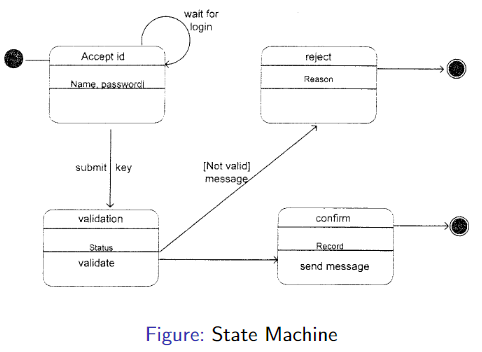 wait for
login
Accept id
Name, password|
reject
Reason
submit key
[Not valid]
message
validation
Status
validate
confirm
Record
send message
Figure: State Machine